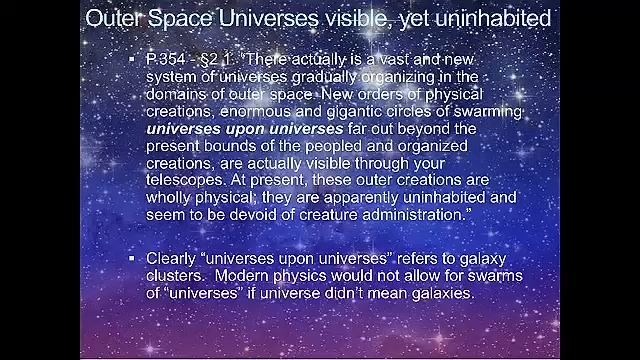 Outer Space Universes visible, yet uninhabited
▪ P.354 - §2 1: "There actually is a vast and new
system of universes gradually organizing in the
domains of outer space. New orders of physical
creations, enormous and gigantic circles of swarming
universes upon universes far out beyond the
present bounds of the peopled and organized
creations, are actually visible through your
telescopes. At present, these outer creations are
wholly physical; they are apparently uninhabited and
seem to be devoid of creature administration."
▪ Clearly "universes upon universes" refers to galaxy
clusters. Modern physics would not allow for swarms
of "universes" if universe didn't mean galaxies.